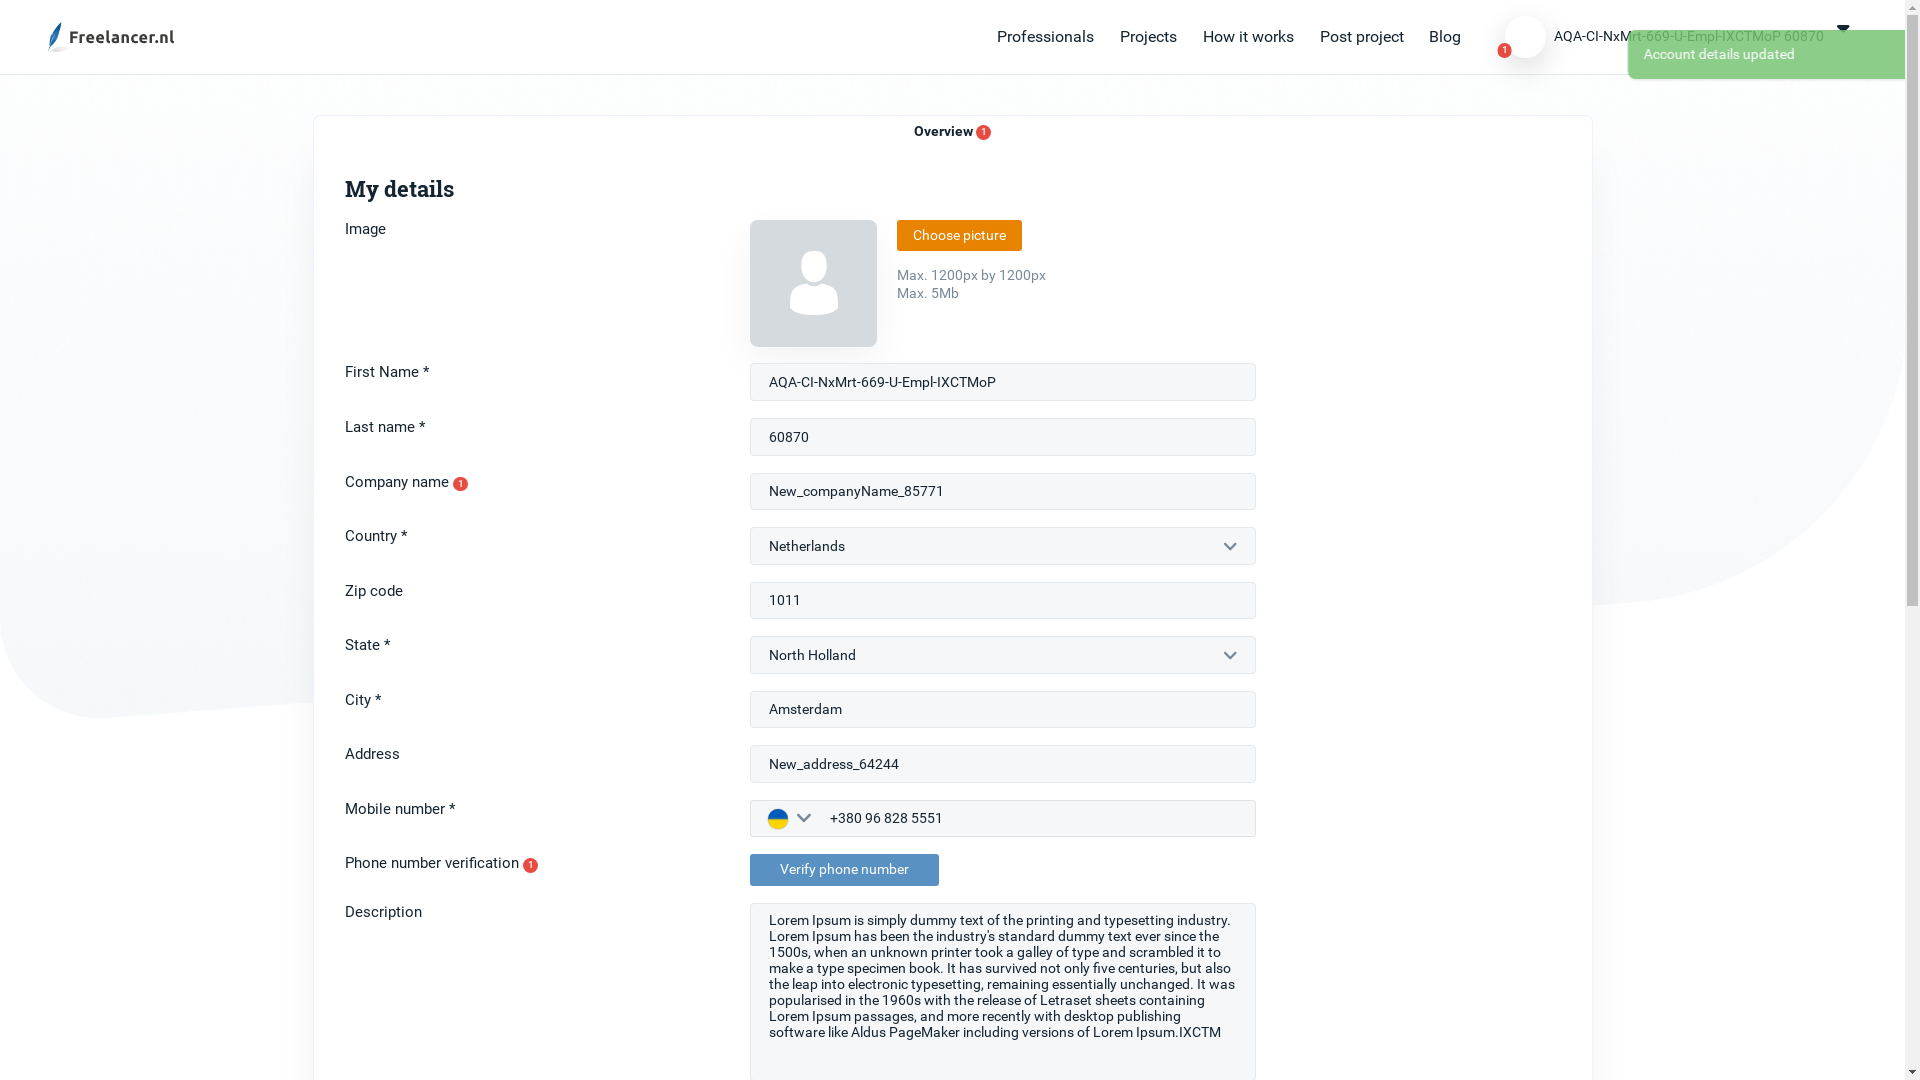 Freelancer.nl
Professionals
Projects
How it works
Post project
Blog
1
AQA-CI-NxMrt-669-U-Empl-IXCTMoP 60870
Account details updated
Overview 1
My details
Image
Choose picture
Max. 1200px by 1200px
Max. 5Mb
First Name *
AQA-CI-NxMrt-669-U-Empl-IXCTMoP
Last name *
60870
Company name 1
New_companyName_85771
Country *
Netherlands
Zip code
1011
State *
North Holland
City *
Amsterdam
Address
New_address_64244
Mobile number *
+380 96 828 5551
Phone number verification 1
Verify phone number
Description
Lorem Ipsum is simply dummy text of the printing and typesetting industry.
Lorem Ipsum has been the industry's standard dummy text ever since the
1500s, when an unknown printer took a galley of type and scrambled it to
make a type specimen book. It has survived not only five centuries, but also
the leap into electronic typesetting, remaining essentially unchanged. It was
popularised in the 1960s with the release of Letraset sheets containing
Lorem Ipsum passages, and more recently with desktop publishing
software like Aldus PageMaker including versions of Lorem Ipsum.IXCTM